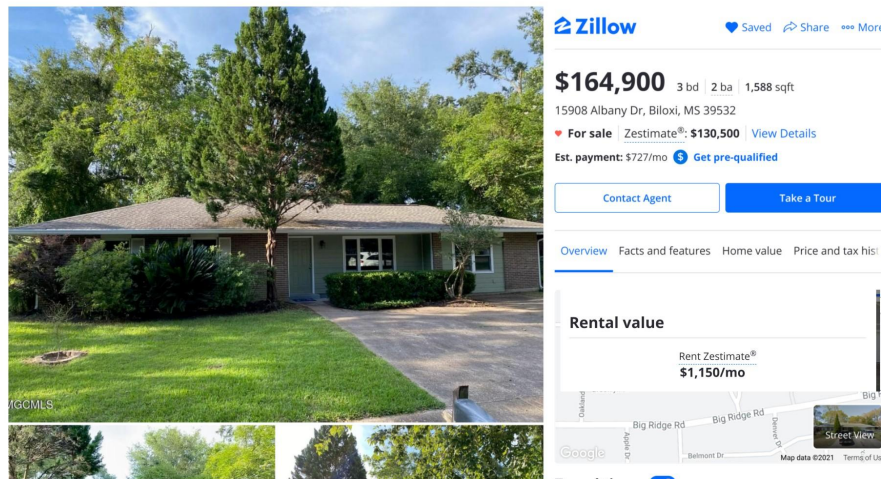 Zillow
Saved Share More
$164,900 3 bd 2 ba 1,588 sqft
15908 Albany Dr, Biloxi, MS 39532
For sale Zestimate®: $130,500 View Details
Est. payment: $727/mo $ Get pre-qualified
Contact Agent Take a Tour
Overview Facts and features Home value Price and tax his
Rental value
Rent Zestimate®
$1,150/mo
Oakland
Big Ridge Rd Big Ridge Rd Big
Apple Dr
Denver Dr
Belmont Dr
Street View
Google
Map data ©2021 Terms of Us
MGCMLS